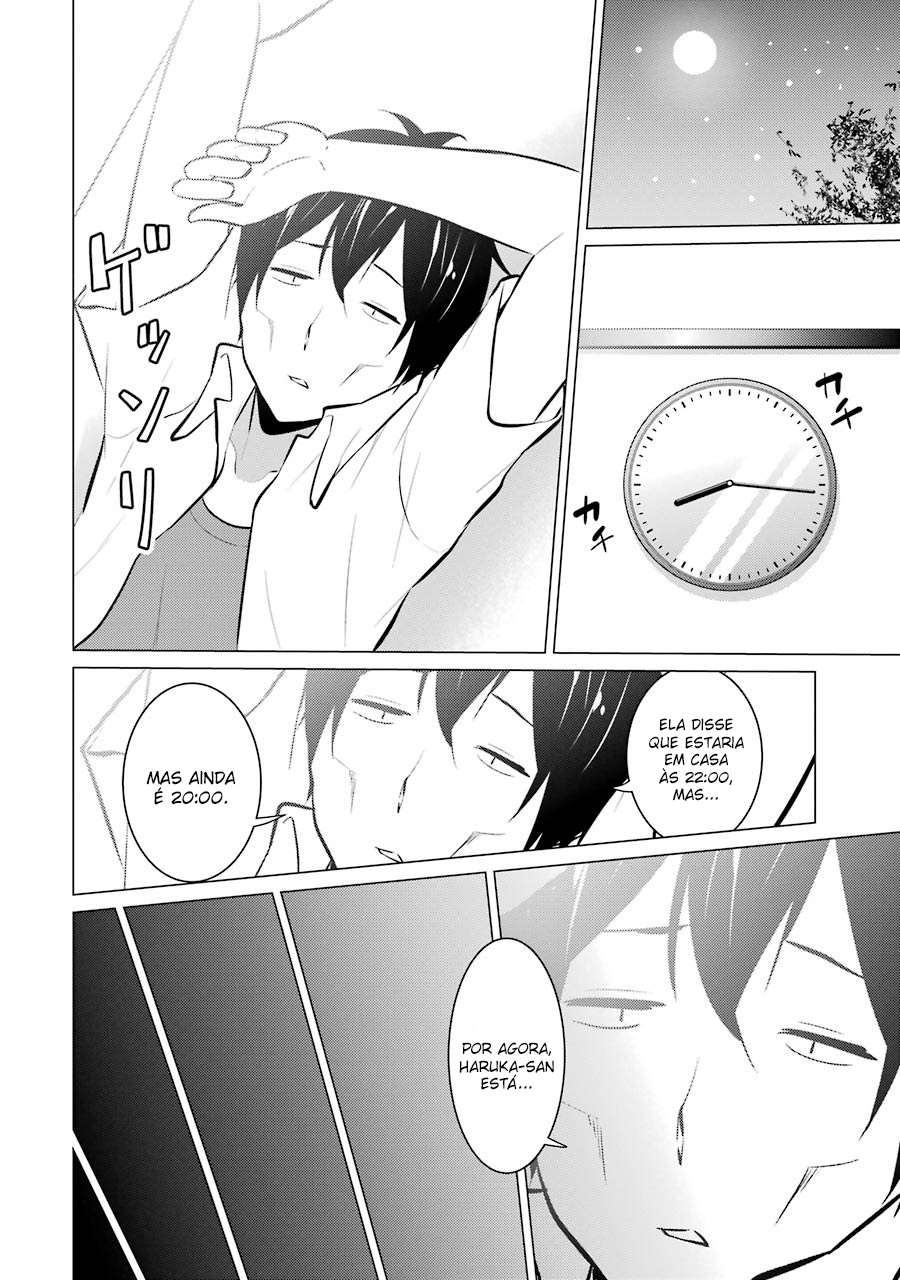 カチ
カチ
ゲッソリ
ELA DISSE
QUE ESTARIA
EM CASA
ÀS 22:00,
MAS...
MAS AINDA
É 20:00.
POR AGORA,
HARUKA-SAN
ESTÁ...